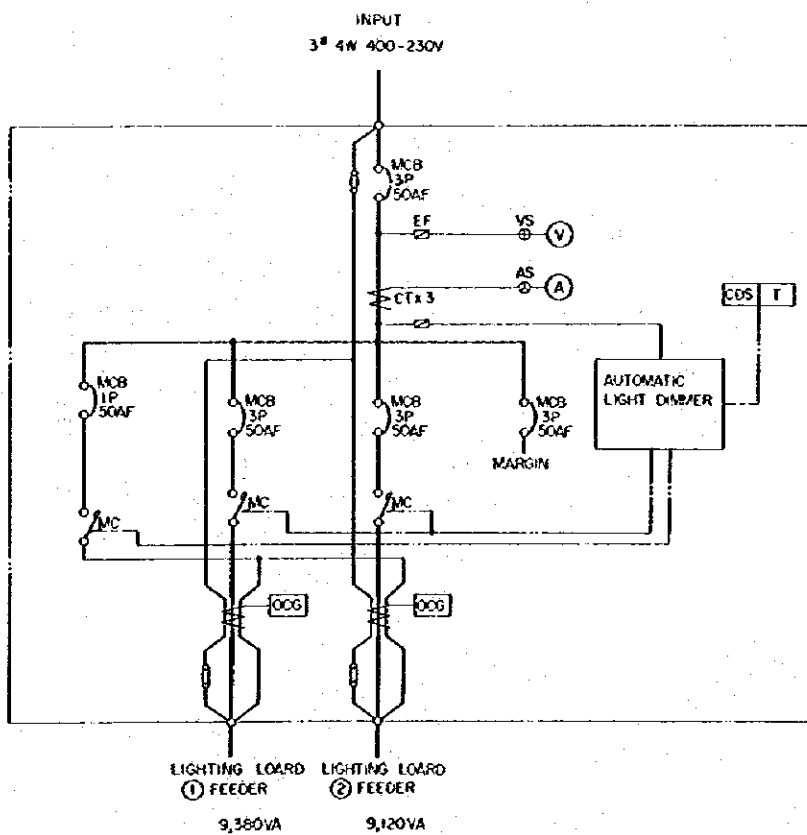 INPUT
3ø 4W 400-230V
MCB
3P
50AF
EF
VS
V
AS
A
CTx3
CDS T
AUTOMATIC
LIGHT DIMMER
MCB
1P
50AF
MCB
3P
50AF
MCB
3P
50AF
MCB
3P
50AF
MARGIN
MC
MC
MC
OCG
OCG
LIGHTING LOARD
① FEEDER
9,380VA
LIGHTING LOARD
② FEEDER
9,120VA